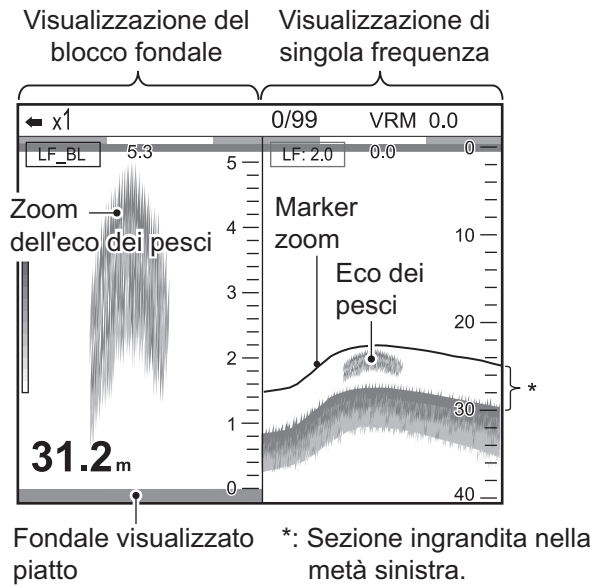 Visualizzazione del
blocco fondale
Visualizzazione di
singola frequenza
x1
0/99 VRM 0.0
LF_BL 5.3
LF: 2.0 0.0
5
4
3
2
1
0
0
10
20
30
40
Zoom
dell'eco dei pesci
Marker
zoom
Eco dei
pesci
*
31.2 m
Fondale visualizzato
piatto
*: Sezione ingrandita nella
metà sinistra.